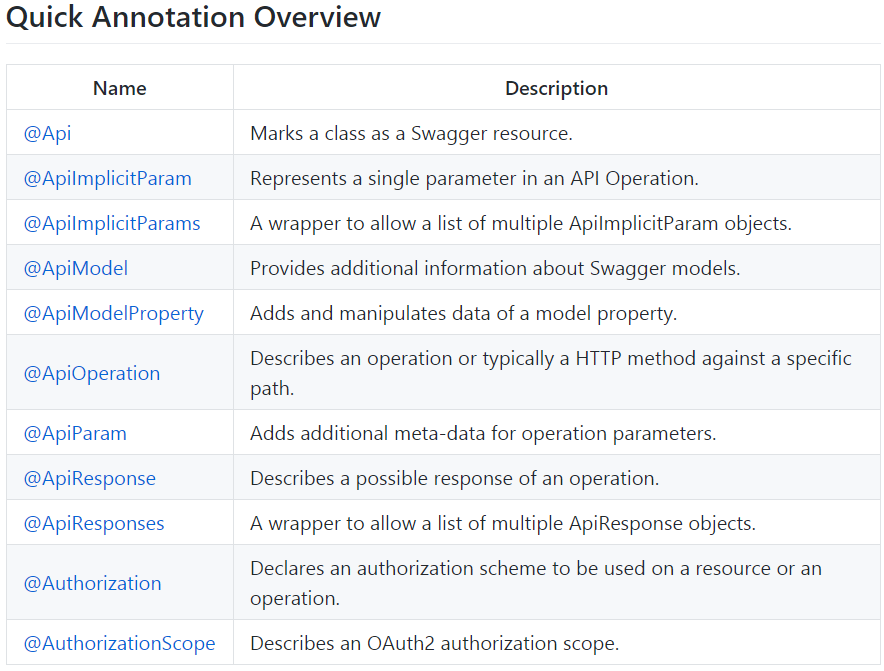 Quick Annotation Overview
Name Description
@Api Marks a class as a Swagger resource.
@ApiImplicitParam Represents a single parameter in an API Operation.
@ApiImplicitParams A wrapper to allow a list of multiple ApiImplicitParam objects.
@ApiModel Provides additional information about Swagger models.
@ApiModelProperty Adds and manipulates data of a model property.
@ApiOperation Describes an operation or typically a HTTP method against a specific
path.
@ApiParam Adds additional meta-data for operation parameters.
@ApiResponse Describes a possible response of an operation.
@ApiResponses A wrapper to allow a list of multiple ApiResponse objects.
@Authorization Declares an authorization scheme to be used on a resource or an
operation.
@AuthorizationScope Describes an OAuth2 authorization scope.